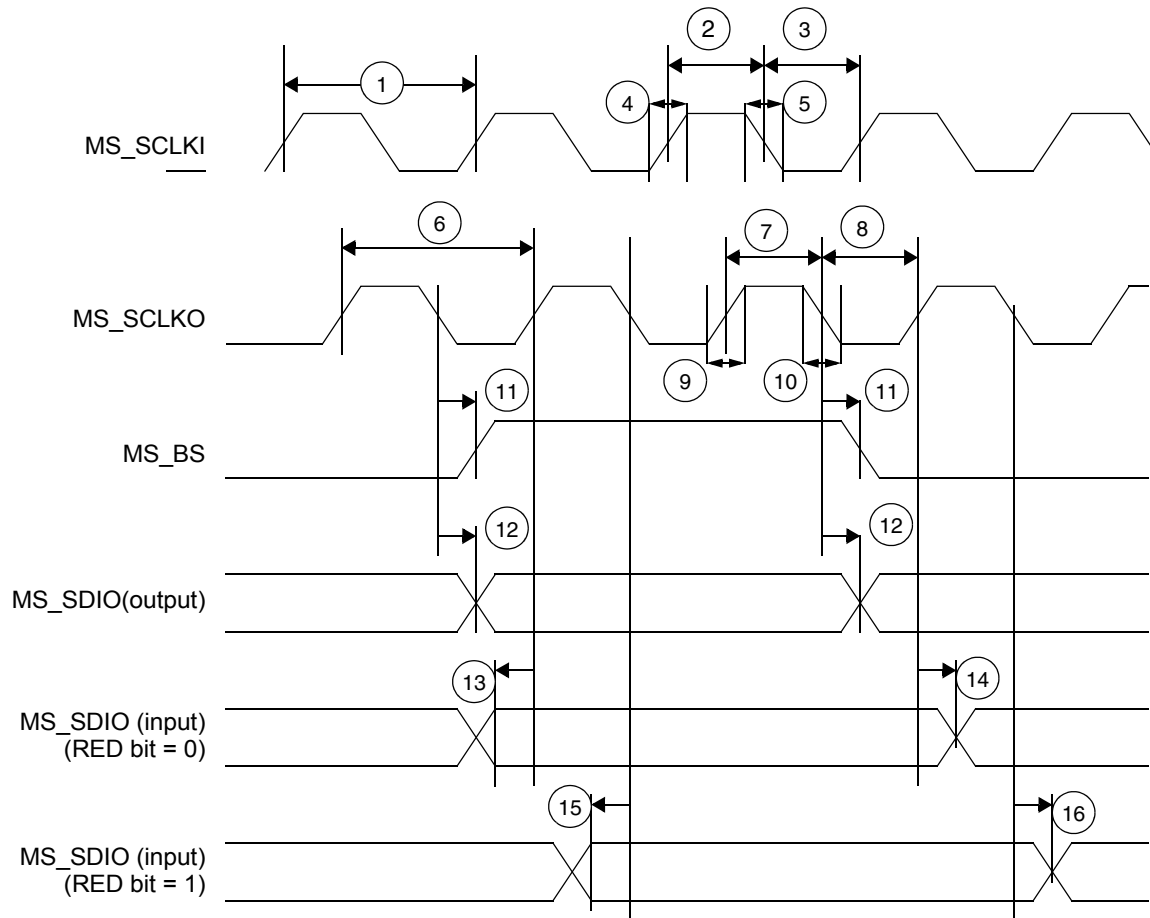 2
3
1
4
5
MS_SCLKI
6
7
8
MS_SCLKO
9
10
11
11
MS_BS
12
12
MS_SDIO(output)
13
14
MS_SDIO (input)
(RED bit = 0)
15
16
MS_SDIO (input)
(RED bit = 1)